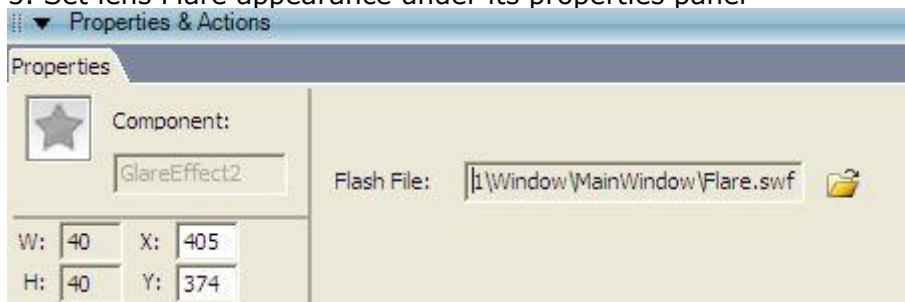 5. Set lens Flare appearance under its properties panel
Properties & Actions
Properties
Component:
GlareEffect2
Flash File: 1\Window\MainWindow\Flare.swf
W: 40 X: 405
H: 40 Y: 374